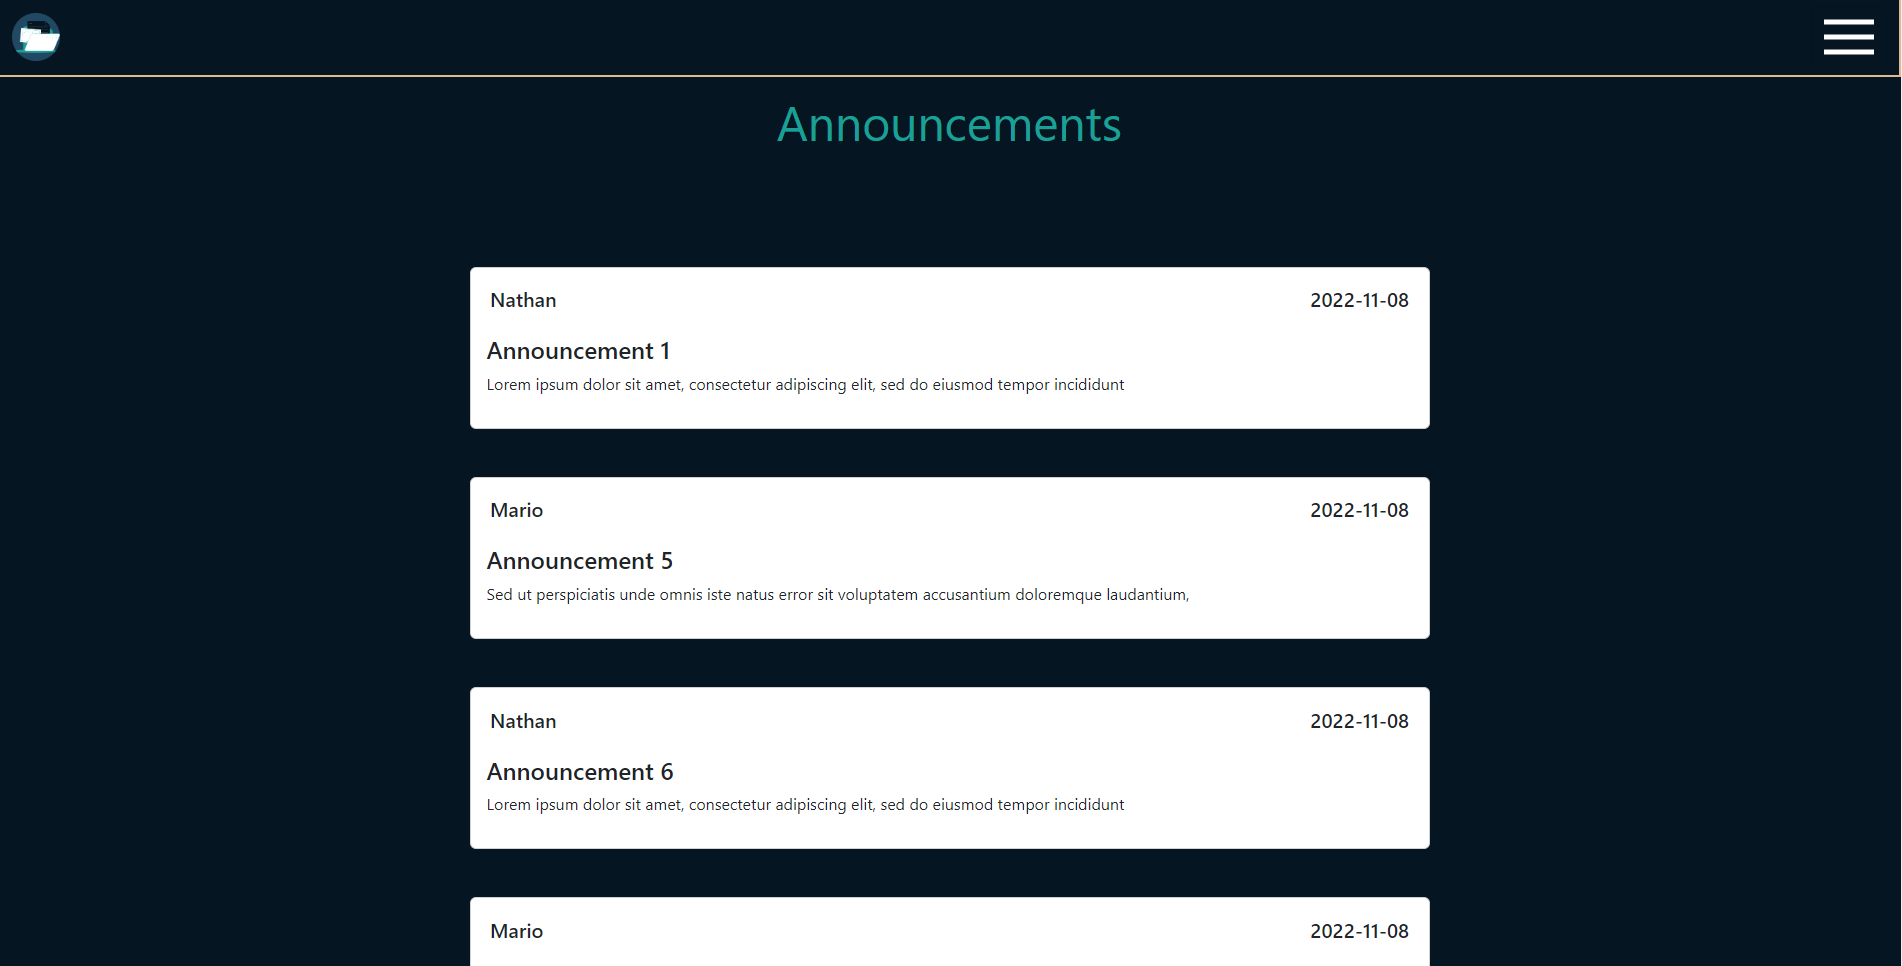 Announcements
Nathan 2022-11-08
Announcement 1
Lorem ipsum dolor sit amet, consectetur adipiscing elit, sed do eiusmod tempor incididunt
Mario 2022-11-08
Announcement 5
Sed ut perspiciatis unde omnis iste natus error sit voluptatem accusantium doloremque laudantium,
Nathan 2022-11-08
Announcement 6
Lorem ipsum dolor sit amet, consectetur adipiscing elit, sed do eiusmod tempor incididunt
Mario 2022-11-08